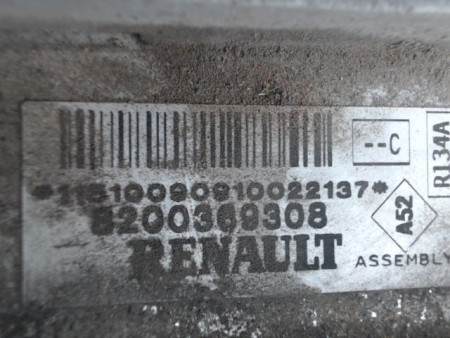 --C
R134A
*1151009091002213​7*
8200369308
A52
RENAULT
ASSEMBLY